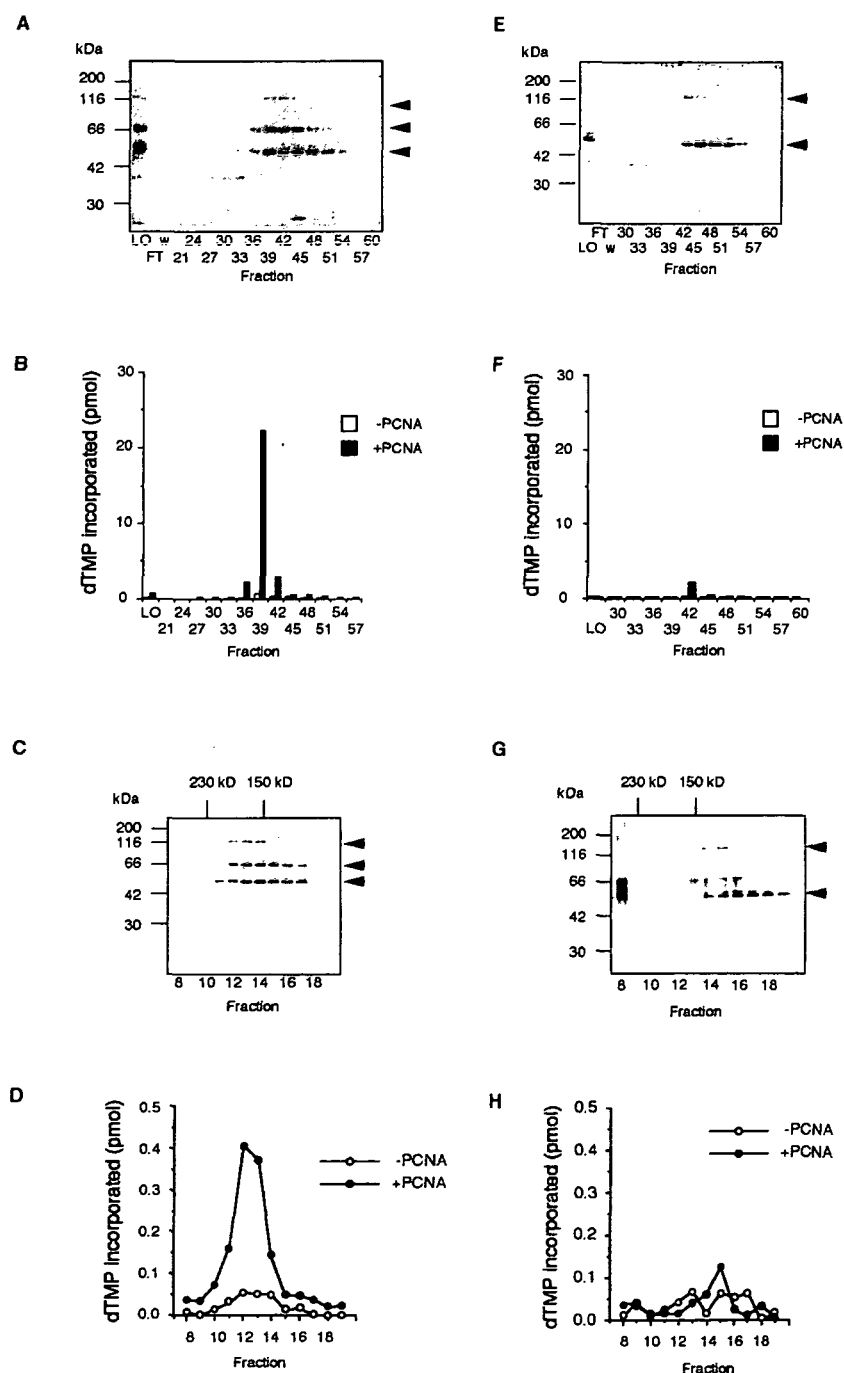 A
kDa
200
116
66
42
30
LO w 24 30 36 42 48 54 60
FT 21 27 33 39 45 51 57
Fraction
E
kDa
200
116
66
42
30
FT 30 36 42 48 54 60
LO w 33 39 45 51 57
Fraction
B
dTMP incorporated (pmol)
30
20
10
0
-PCNA
+PCNA
LO 24 30 36 42 48 54
21 27 33 39 45 51 57
Fraction
F
dTMP incorporated (pmol)
30
20
10
0
-PCNA
+PCNA
30 36 42 48 54 60
LO 33 39 45 51 57
Fraction
C
230 kD 150 kD
kDa
200
116
66
42
30
8 10 12 14 16 18
Fraction
G
230 kD 150 kD
kDa
200
116
66
42
30
8 10 12 14 16 18
Fraction
D
dTMP Incorporated (pmol)
0.5
0.4
0.3
0.2
0.1
0.0
-PCNA
+PCNA
8 10 12 14 16 18
Fraction
H
dTMP Incorporated (pmol)
0.5
0.4
0.3
0.2
0.1
0.0
-PCNA
+PCNA
8 10 12 14 16 18
Fraction